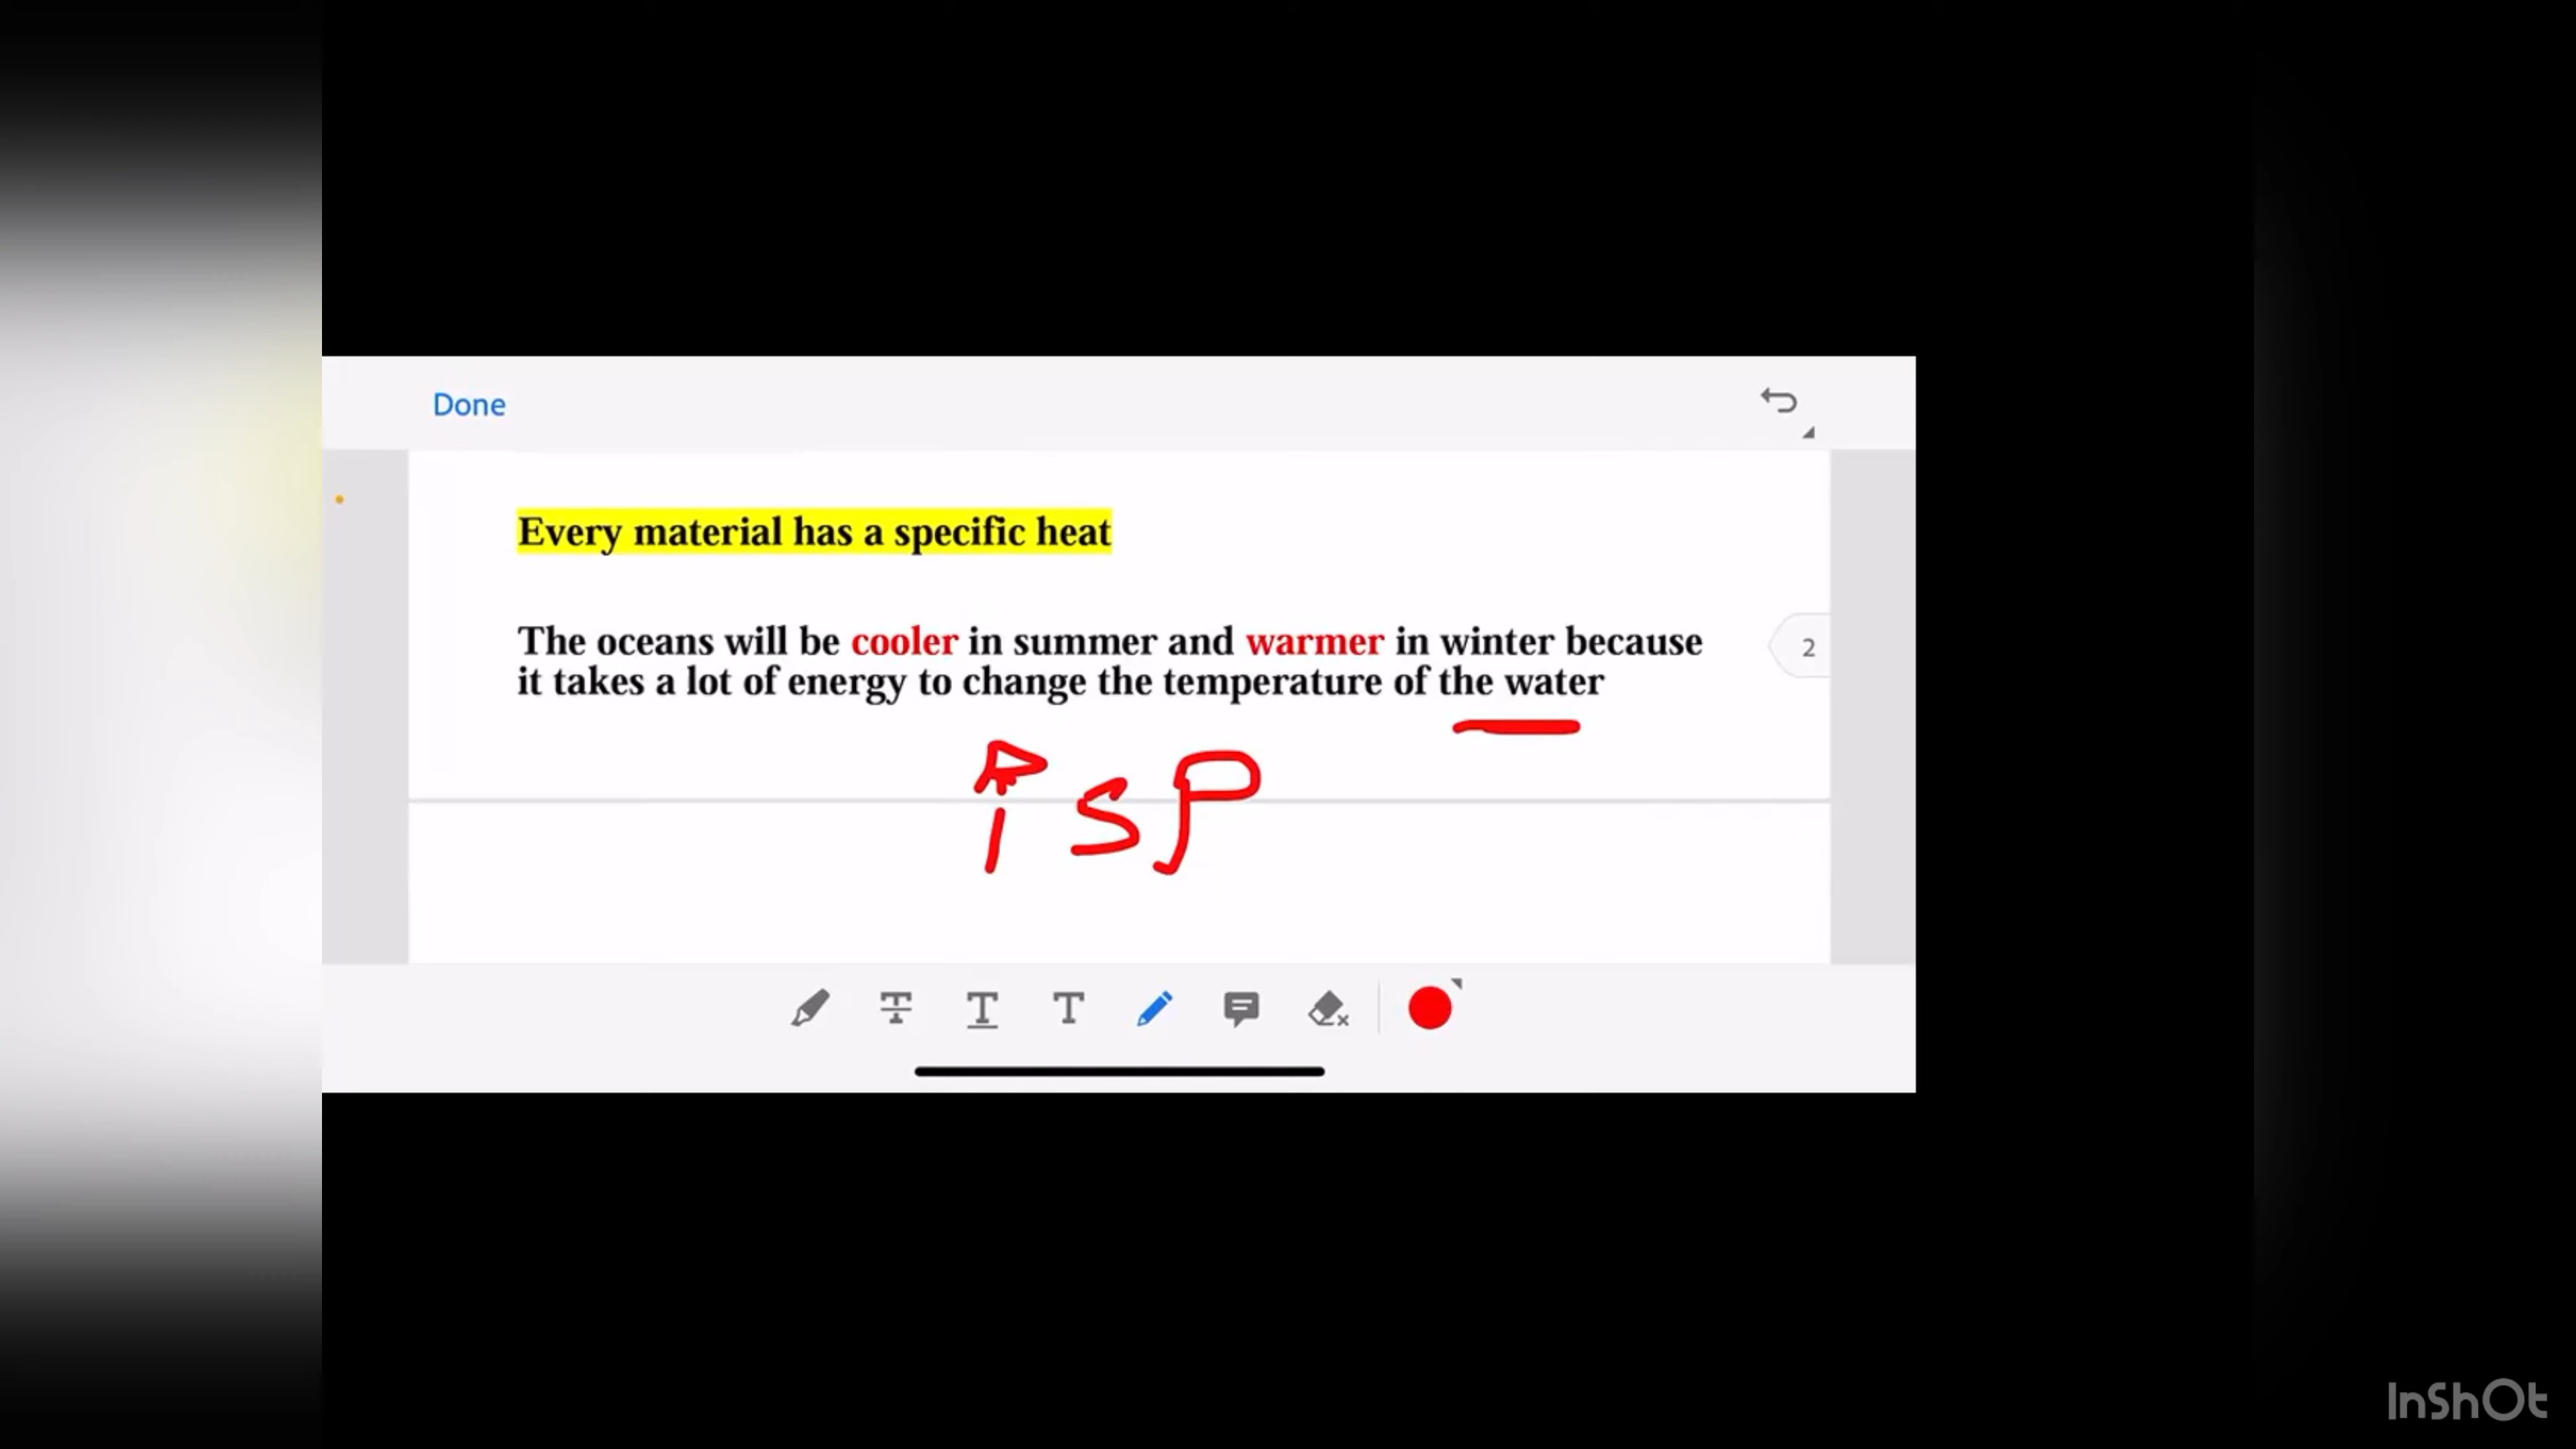 Done
Every material has a specific heat
The oceans will be cooler in summer and warmer in winter because
it takes a lot of energy to change the temperature of the water
2
↑ sp
InShOt